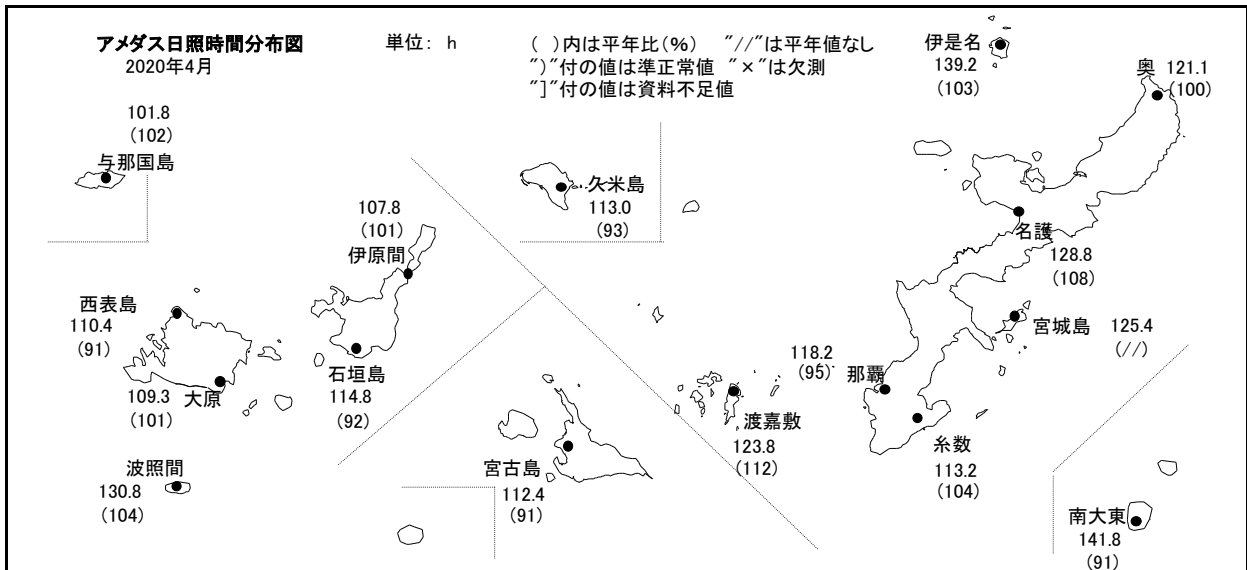 アメダス日照時間分布図
2020年4月
単位: h
( )内は平年比(%) "//"は平年値なし
")"付の値は準正常値 "×"は欠測
"]"付の値は資料不足値
伊是名
139.2
(103)
奥 121.1
(100)
101.8
(102)
与那国島
久米島
113.0
(93)
107.8
(101)
伊原間
名護
128.8
(108)
西表島
110.4
(91)
宮城島 125.4
(//)
石垣島
114.8
(92)
大原
109.3
(101)
118.2
(95)
那覇
渡嘉敷
123.8
(112)
糸数
113.2
(104)
波照間
130.8
(104)
宮古島
112.4
(91)
南大東
141.8
(91)